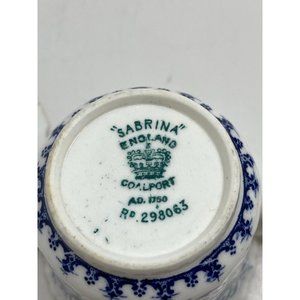 "SABRINA"
ENGLAND
COALPORT
A.D. 1750
RD. 298063